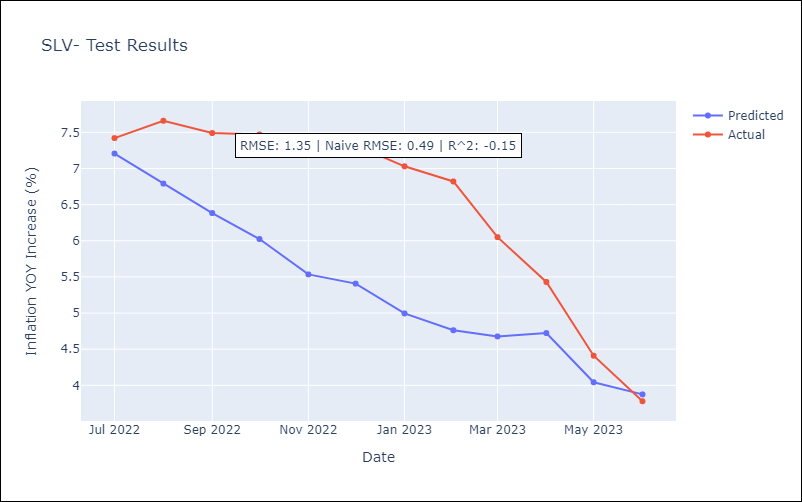 SLV- Test Results
Predicted
Actual
RMSE: 1.35 | Naive RMSE: 0.49 | R^2: -0.15
Inflation YOY Increase (%)
7.5
7
6.5
6
5.5
5
4.5
4
Jul 2022 Sep 2022 Nov 2022 Jan 2023 Mar 2023 May 2023
Date